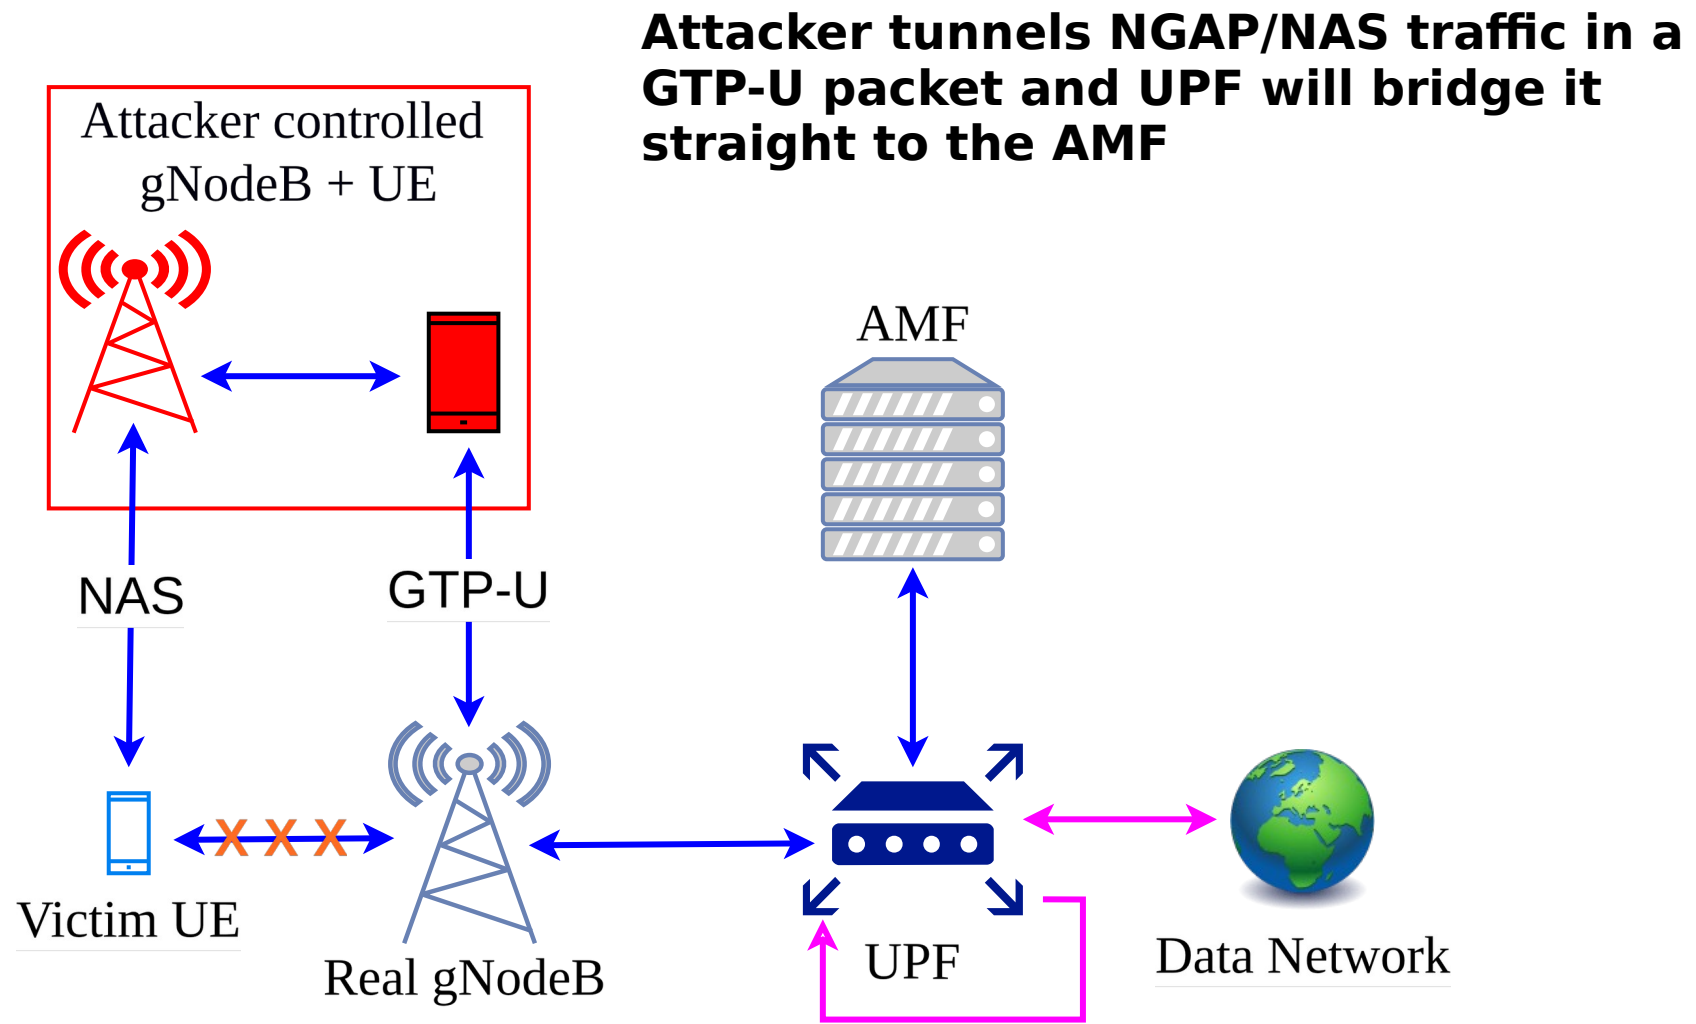 Attacker tunnels NGAP/NAS traffic in a
GTP-U packet and UPF will bridge it
straight to the AMF
Attacker controlled
gNodeB + UE
AMF
NAS
GTP-U
X X X
Victim UE
Real gNodeB
UPF
Data Network